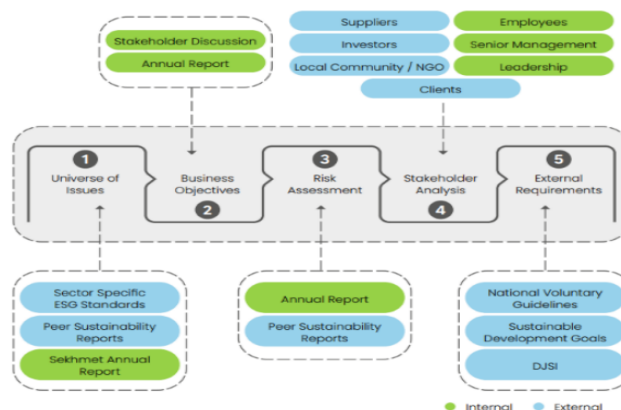 Stakeholder Discussion
Annual Report
Suppliers
Investors
Local Community / NGO
Clients
Employees
Senior Management
Leadership
1
Universe of
Issues
Business
Objectives
2
3
Risk
Assessment
Stakeholder
Analysis
4
5
External
Requirements
Sector Specific
ESG Standards
Peer Sustainability
Reports
Sekhmet Annual
Report
Annual Report
Peer Sustainability
Reports
National Voluntary
Guidelines
Sustainable
Development Goals
DJSI
Internal
External